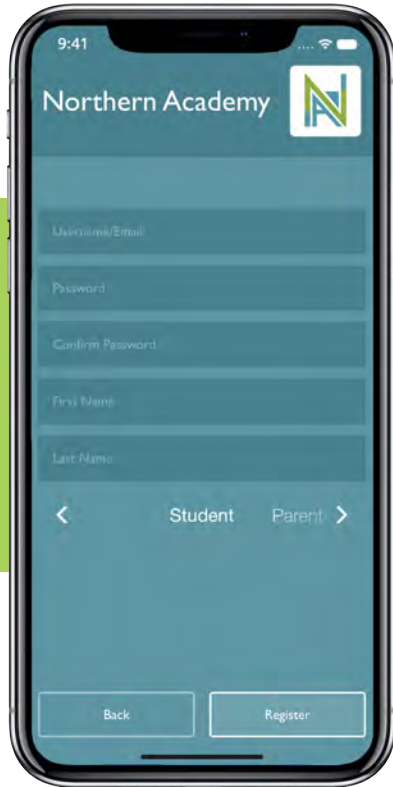 9:41
Northern Academy
Username/Email
Password
Confirm Password
First Name
Last Name
Student Parent
Back Register